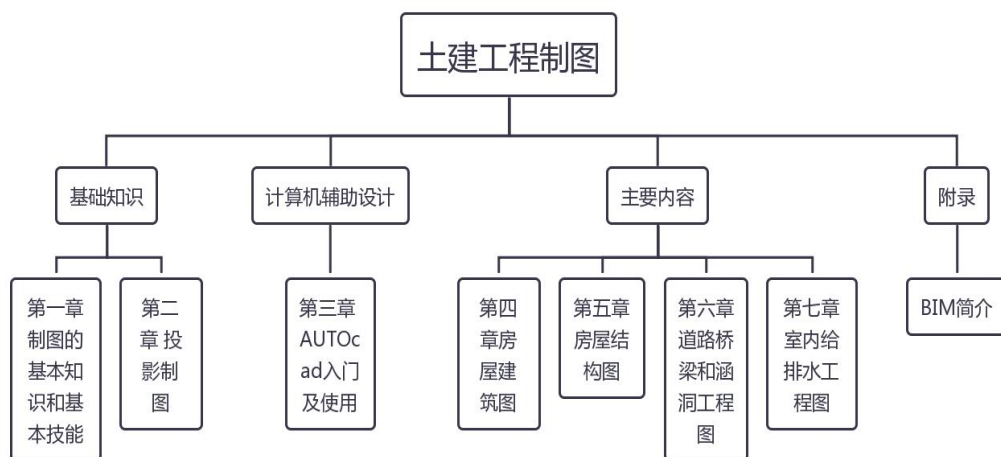 土建工程制图
基础知识
计算机辅助设计
主要内容
附录
第一章
制图的
基本知
识和基
本技能
第二
章 投
影制
图
第三章
AUTOc
ad入门
及使用
第四
章房
屋建
筑图
第五章
房屋结
构图
第六章
道路桥
梁和涵
洞工程
图
第七章
室内给
排水工
程图
BIM简介